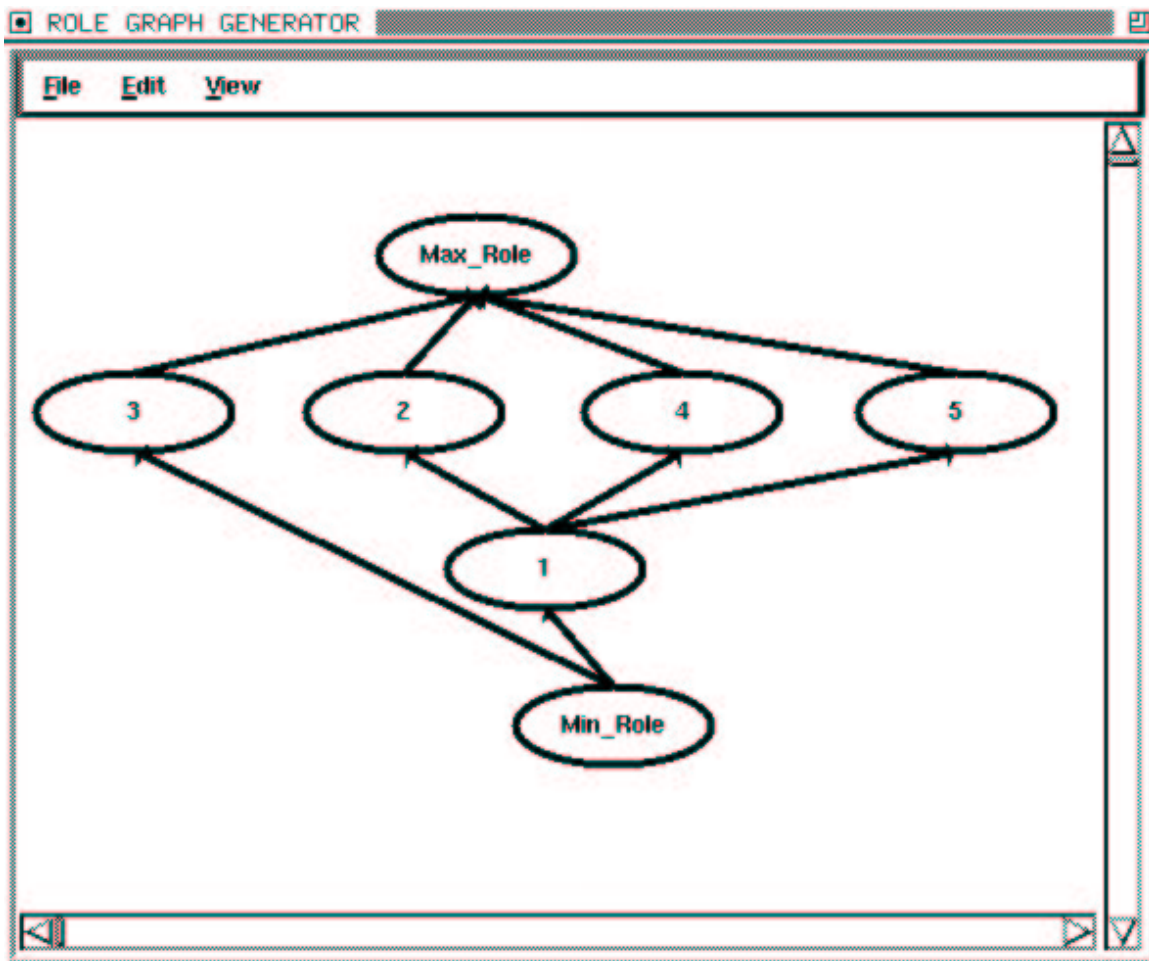 ROLE GRAPH GENERATOR
File Edit View
Max_Role
3 2 4 5
1
Min_Role